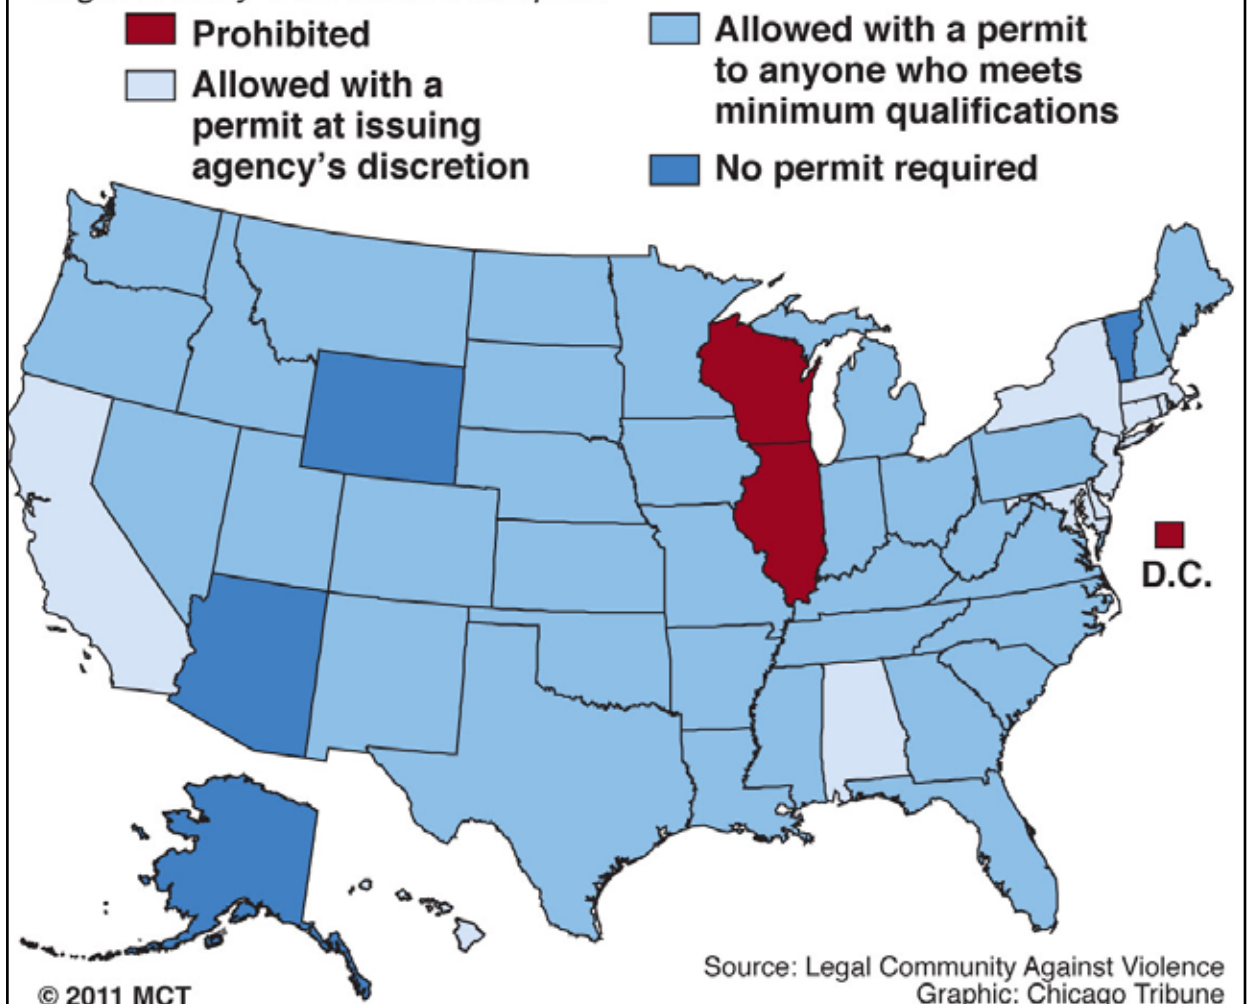 Prohibited
Allowed with a
permit at issuing
agency’s discretion
Allowed with a permit
to anyone who meets
minimum qualifications
No permit required
D.C.
© 2011 MCT
Source: Legal Community Against Violence
Graphic: Chicago Tribune